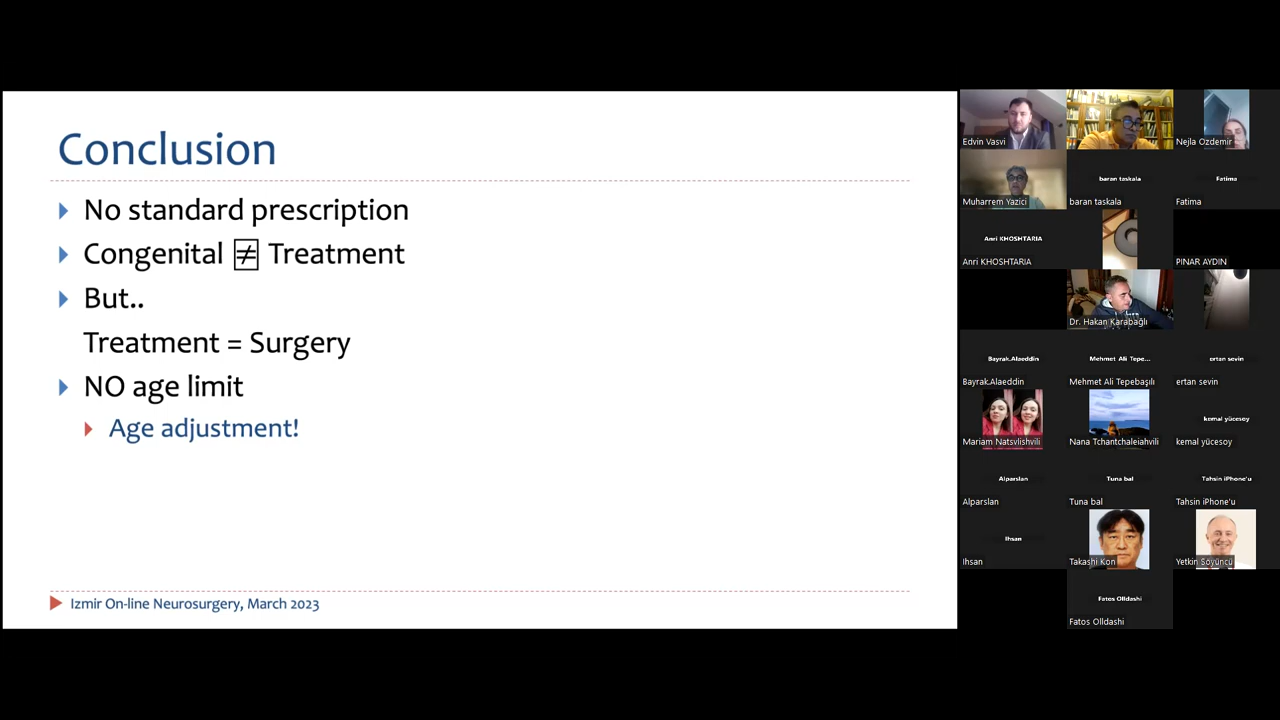 Conclusion
No standard prescription
Congenital ≠ Treatment
But..
Treatment = Surgery
NO age limit
Age adjustment!
Izmir On-line Neurosurgery, March 2023
Edvin Vasvi
Nejla Ozdemir
Muharrem Yazici
baran taskala
baran taskala
Fatima
Fatima
Anri KHOSHTARIA
Anri KHOSHTARIA
PINAR AYDIN
Dr. Hakan Karabağlı
Bayrak.Alaeddin
Bayrak.Alaeddin
Mehmet Ali Tepe...
Mehmet Ali Tepebaşılı
ertan sevin
ertan sevin
Mariam Natsvlishvili
Nana Tchantchaleiahvili
kemal yücesoy
kemal yücesoy
Alparslan
Alparslan
Tuna bal
Tuna bal
Tahsin iPhone'u
Tahsin iPhone'u
Ihsan
Ihsan
Takashi Kon
Yetkin Söyüncü
Fatos Olldashi
Fatos Olldashi